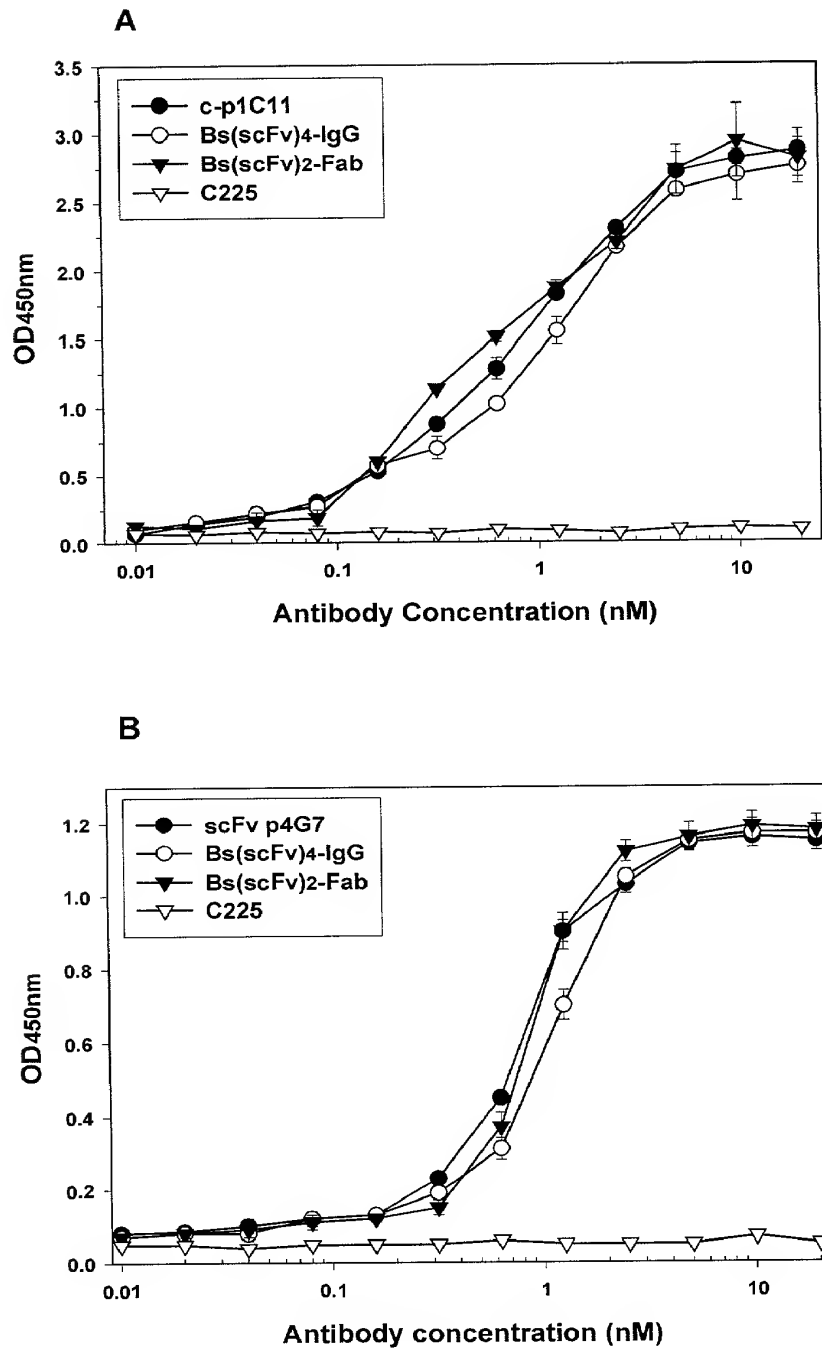 A
3.5
3.0
2.5
2.0
1.5
1.0
0.5
0.0
OD450nm
c-p1C11
Bs(scFv)4-IgG
Bs(scFv)2-Fab
C225
0.01 0.1 1 10
Antibody Concentration (nM)
B
1.2
1.0
0.8
0.6
0.4
0.2
0.0
OD450nm
scFv p4G7
Bs(scFv)4-IgG
Bs(scFv)2-Fab
C225
0.01 0.1 1 10
Antibody concentration (nM)